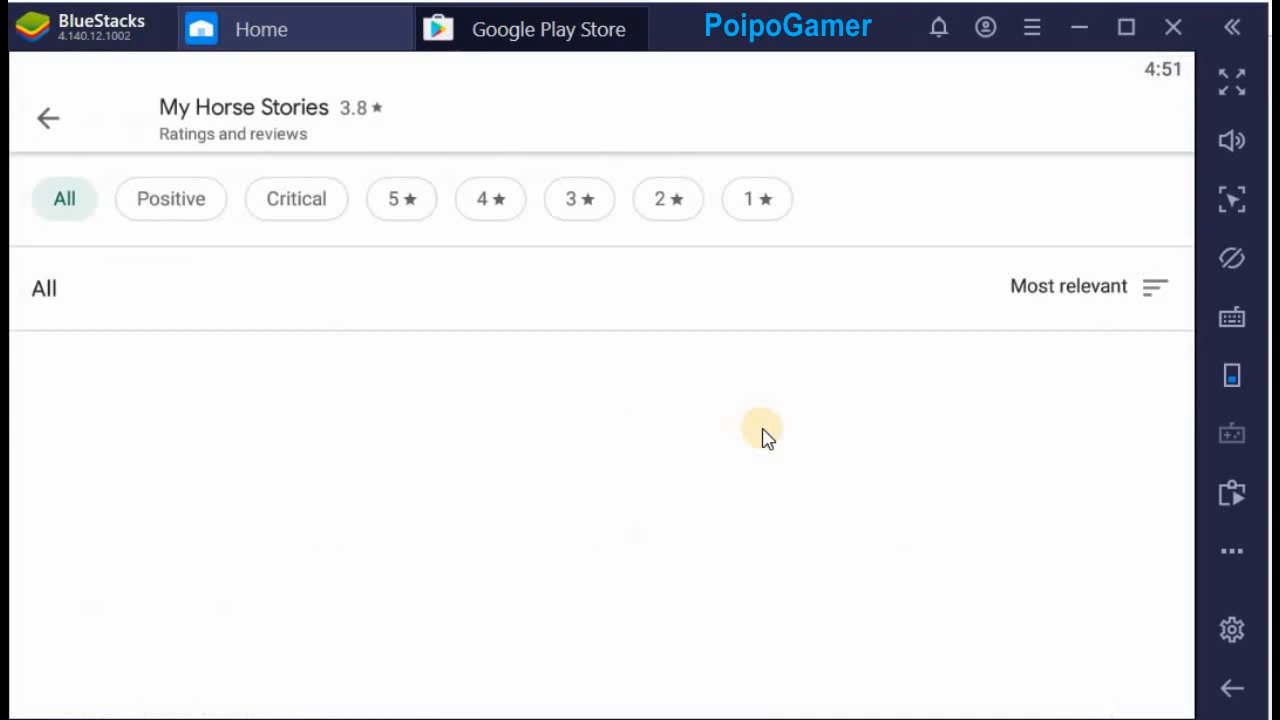 BlueStacks
4.140.12.1002
Home
Google Play Store
PoipoGamer
4:51
My Horse Stories 3.8 ★
Ratings and reviews
All
Positive
Critical
5 ★
4 ★
3 ★
2 ★
1 ★
All
Most relevant